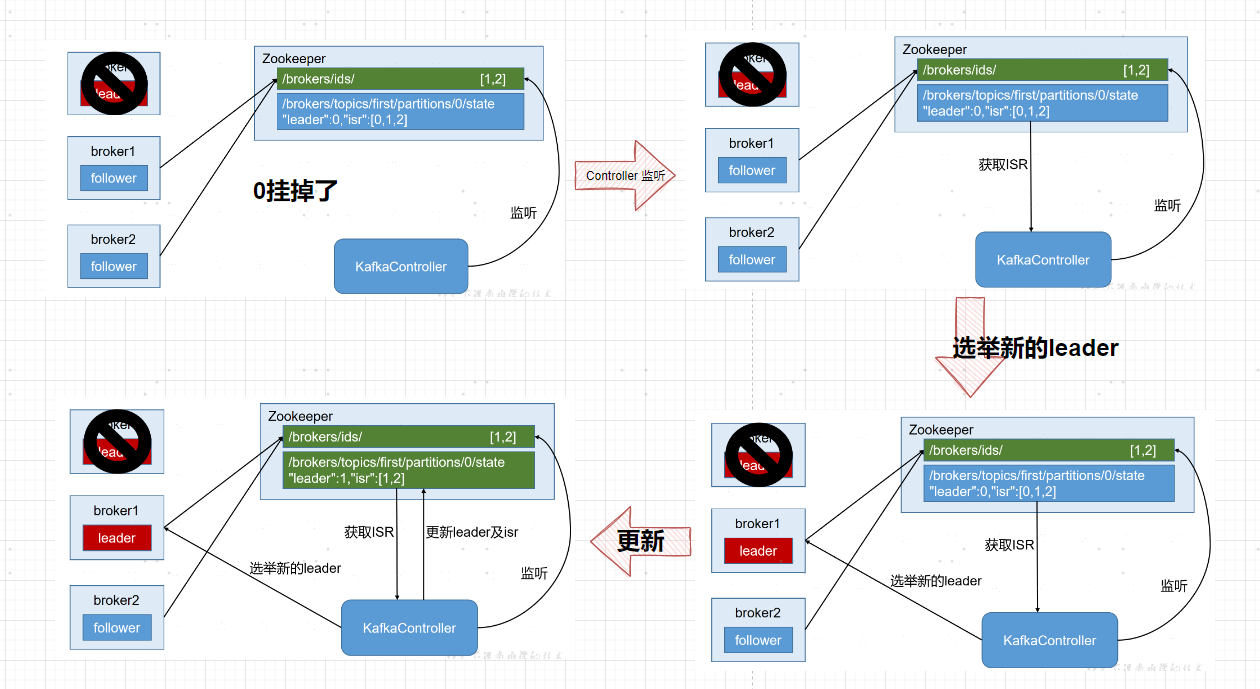 Zookeeper
/brokers/ids/ [1,2]
/brokers/topics/first/partitions/0/state
"leader":0,"isr":[0,1,2]
broker1
follower
broker2
follower
0挂掉了
监听
KafkaController
Controller 监听
Zookeeper
/brokers/ids/ [1,2]
/brokers/topics/first/partitions/0/state
"leader":0,"isr":[0,1,2]
broker1
follower
broker2
follower
获取ISR
监听
KafkaController
选举新的leader
Zookeeper
/brokers/ids/ [1,2]
/brokers/topics/first/partitions/0/state
"leader":0,"isr":[0,1,2]
broker1
leader
broker2
follower
获取ISR
选举新的leader
监听
KafkaController
更新
Zookeeper
/brokers/ids/ [1,2]
/brokers/topics/first/partitions/0/state
"leader":1,"isr":[1,2]
broker1
leader
broker2
follower
获取ISR
更新leader及isr
选举新的leader
监听
KafkaController